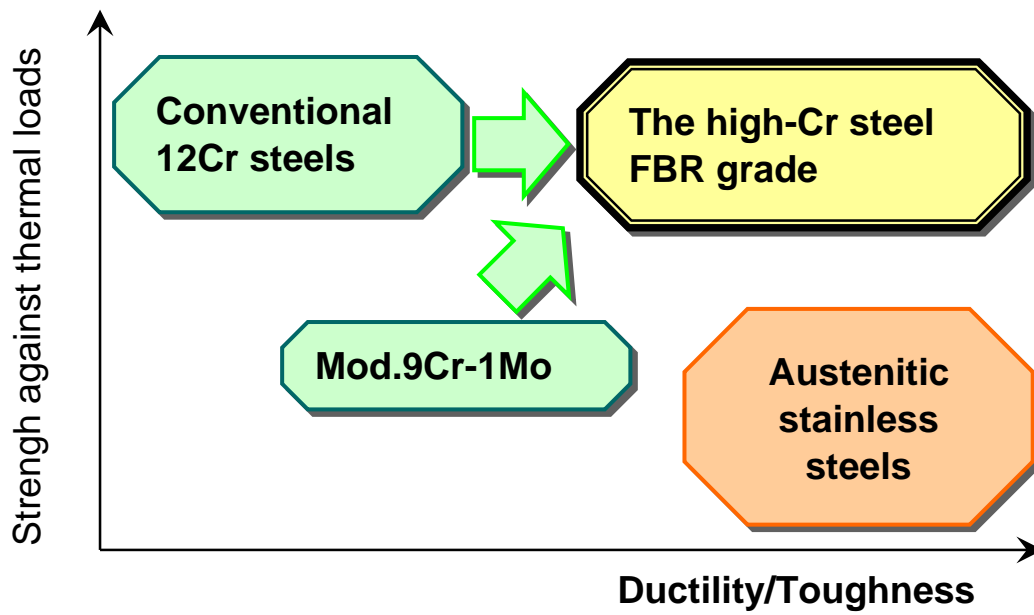 Strengh against thermal loads
Conventional
12Cr steels
The high-Cr steel
FBR grade
Mod.9Cr-1Mo
Austenitic
stainless
steels
Ductility/Toughness